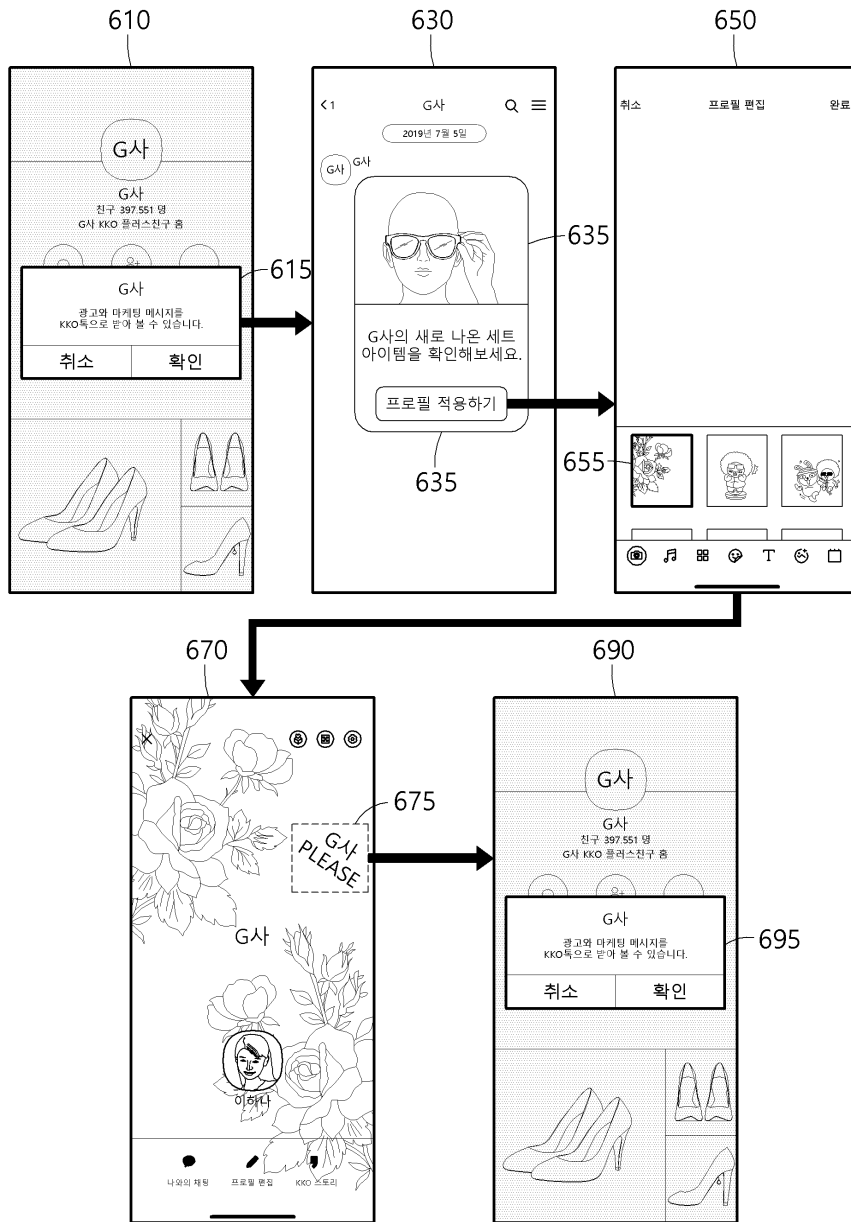 610
G사
G사
친구 397.551 명
G사 KKO 플러스친구 홈
615
G사
광고와 마케팅 메시지를
KKO톡으로 받아 볼 수 있습니다.
취소 확인
630
1 G사
2019년 7월 5일
G사 G사
635
G사의 새로 나온 세트
아이템을 확인해보세요.
프로필 적용하기
635
650
취소 프로필 편집 완료
655
T
670
675
G사
PLEASE
G사
이하나
나와의 채팅 프로필 편집 KKO 스토리
690
G사
G사
친구 397.551 명
G사 KKO 플러스친구 홈
695
G사
광고와 마케팅 메시지를
KKO톡으로 받아 볼 수 있습니다.
취소 확인